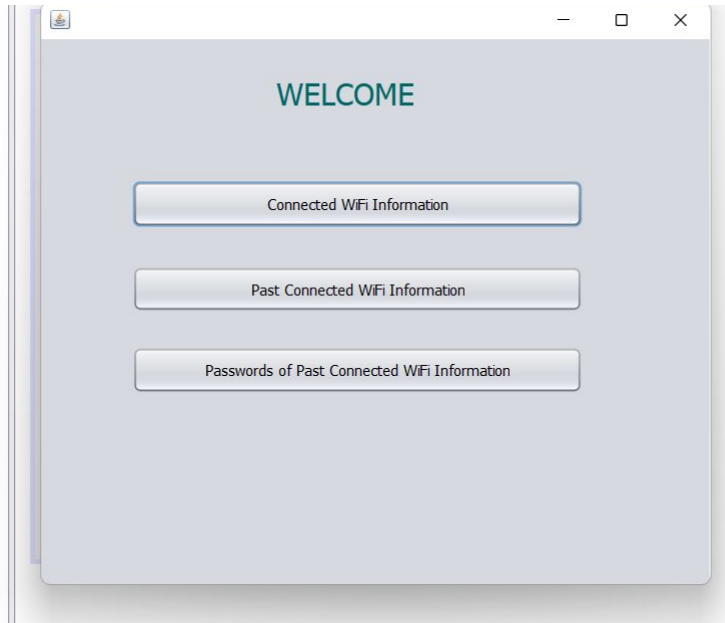 WELCOME
Connected WiFi Information
Past Connected WiFi Information
Passwords of Past Connected WiFi Information